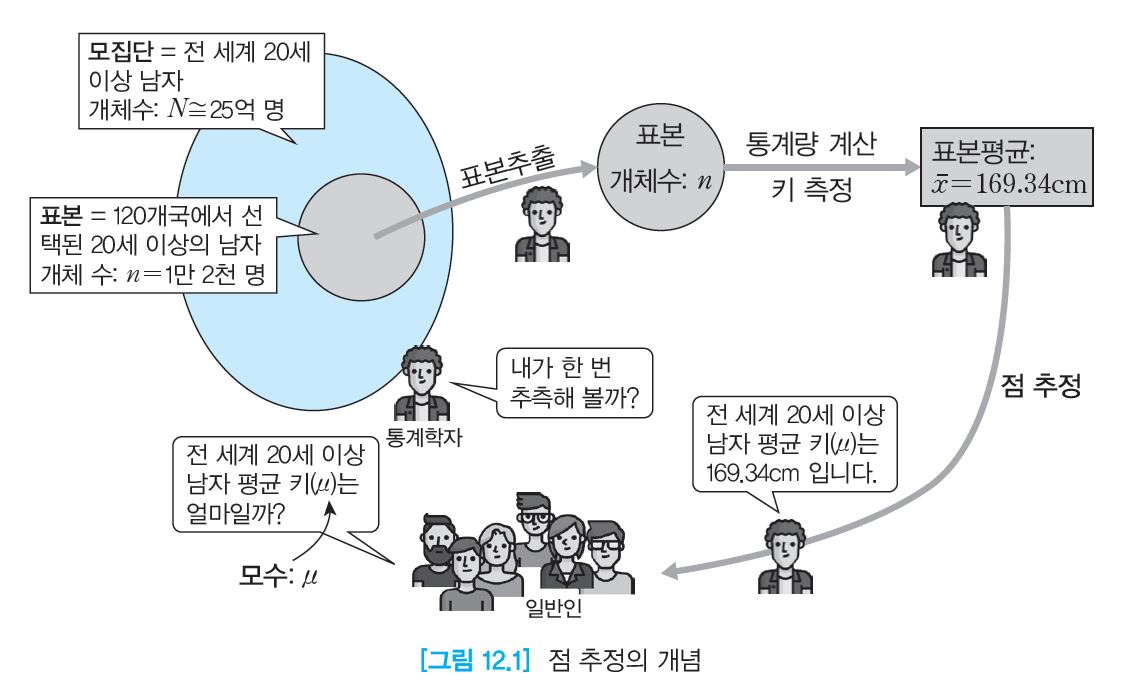 모집단 = 전 세계 20세
이상 남자
개체수: N≅25억 명
표본 = 120개국에서 선
택된 20세 이상의 남자
개체 수: n=1만 2천 명
표본추출
표본
개체수: n
통계량 계산
키 측정
표본평균:
x̄=169.34cm
내가 한 번
추측해 볼까?
통계학자
점 추정
전 세계 20세 이상
남자 평균 키(μ)는
169.34cm 입니다.
전 세계 20세 이상
남자 평균 키(μ)는
얼마일까?
모수: μ
일반인
[그림 12.1] 점 추정의 개념